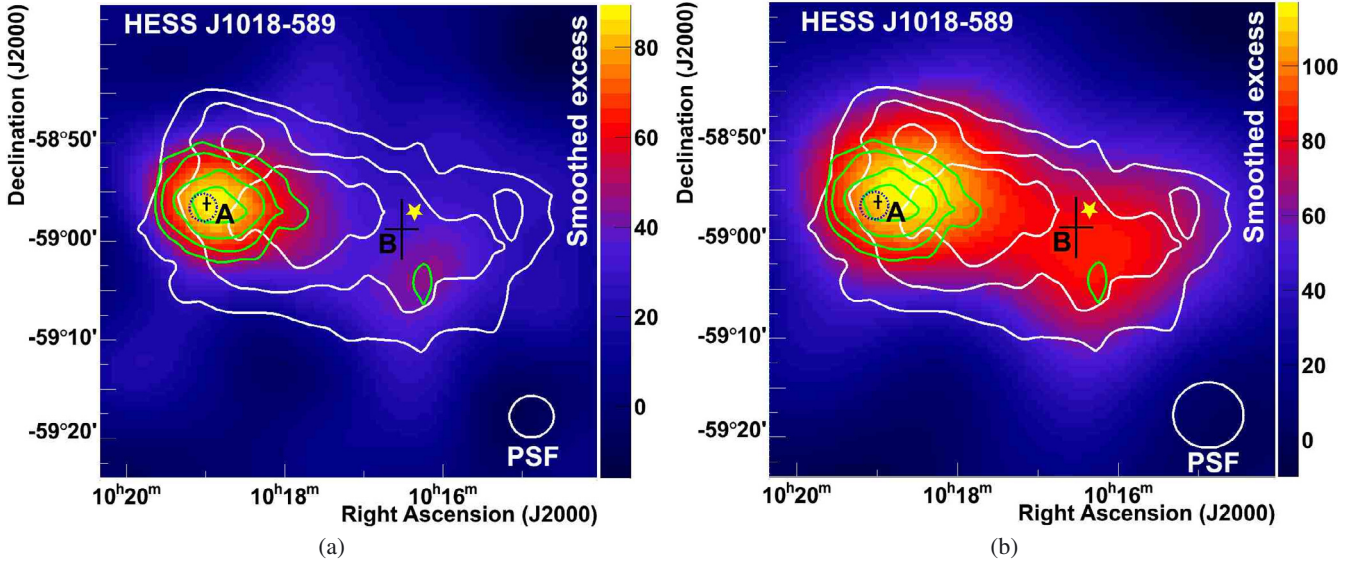 HESS J1018-589
Declination (J2000)
-58°50'
-59°00'
-59°10'
-59°20'
A
B
PSF
Smoothed excess
80
60
40
20
0
10h20m
10h18m
10h16m
Right Ascension (J2000)
(a)
HESS J1018-589
Declination (J2000)
-58°50'
-59°00'
-59°10'
-59°20'
A
B
PSF
Smoothed excess
100
80
60
40
20
0
10h20m
10h18m
10h16m
Right Ascension (J2000)
(b)